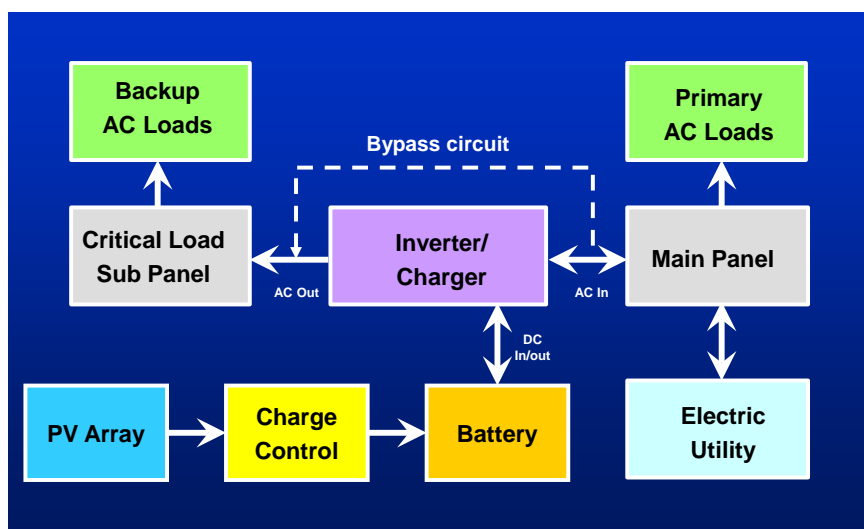 Backup
AC Loads
Primary
AC Loads
Bypass circuit
Critical Load
Sub Panel
Inverter/
Charger
Main Panel
AC Out
AC In
DC
In/out
PV Array
Charge
Control
Battery
Electric
Utility